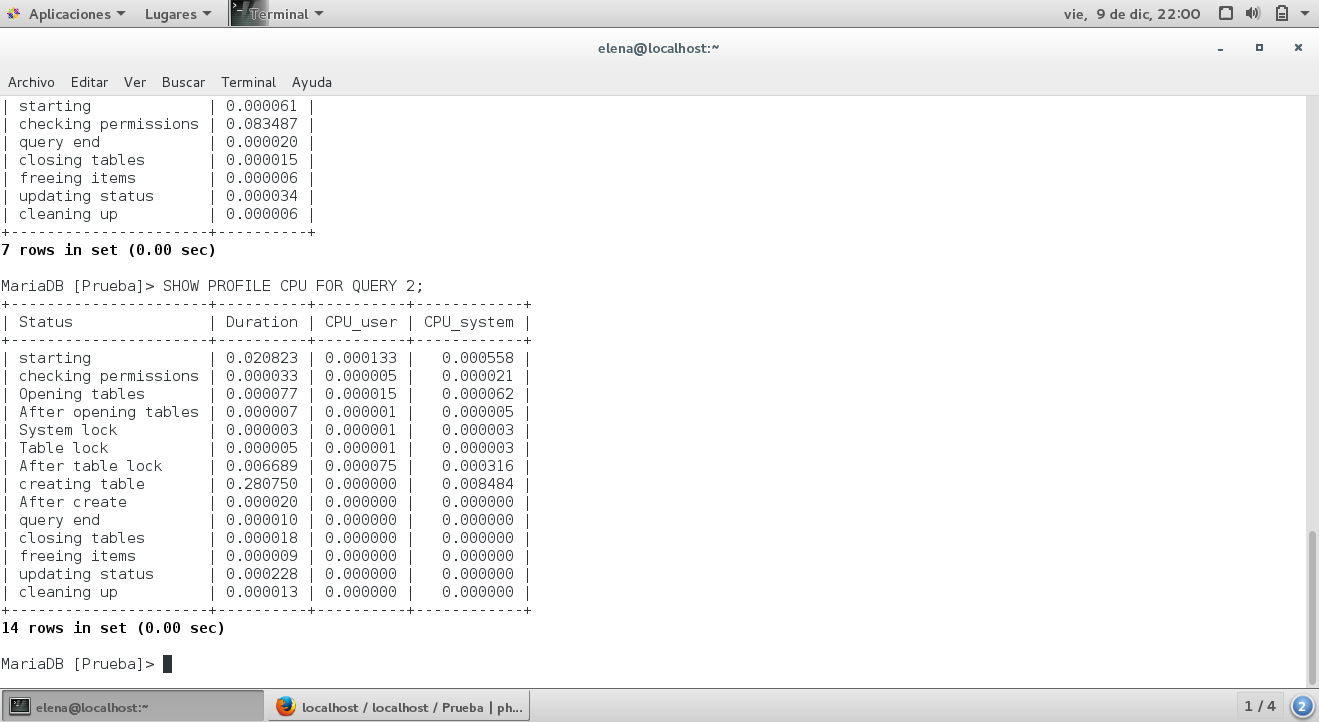 Aplicaciones Lugares Terminal vie, 9 de dic, 22:00
elena@localhost:~
Archivo Editar Ver Buscar Terminal Ayuda
| starting             | 0.000061 |
| checking permissions | 0.083487 |
| query end            | 0.000020 |
| closing tables       | 0.000015 |
| freeing items        | 0.000006 |
| updating status      | 0.000034 |
| cleaning up          | 0.000006 |
+----------------------+----------+
7 rows in set (0.00 sec)
MariaDB [Prueba]> SHOW PROFILE CPU FOR QUERY 2;
+----------------------+----------+----------+------------+
| Status               | Duration | CPU_user | CPU_system |
+----------------------+----------+----------+------------+
| starting             | 0.020823 | 0.000133 |   0.000558 |
| checking permissions | 0.000033 | 0.000005 |   0.000021 |
| Opening tables       | 0.000077 | 0.000015 |   0.000062 |
| After opening tables | 0.000007 | 0.000001 |   0.000005 |
| System lock          | 0.000003 | 0.000001 |   0.000003 |
| Table lock           | 0.000005 | 0.000001 |   0.000003 |
| After table lock     | 0.006689 | 0.000075 |   0.000316 |
| creating table       | 0.280750 | 0.000000 |   0.008484 |
| After create         | 0.000020 | 0.000000 |   0.000000 |
| query end            | 0.000010 | 0.000000 |   0.000000 |
| closing tables       | 0.000018 | 0.000000 |   0.000000 |
| freeing items        | 0.000009 | 0.000000 |   0.000000 |
| updating status      | 0.000228 | 0.000000 |   0.000000 |
| cleaning up          | 0.000013 | 0.000000 |   0.000000 |
+----------------------+----------+----------+------------+
14 rows in set (0.00 sec)
MariaDB [Prueba]>
elena@localhost:~ localhost / localhost / Prueba | ph... 1 / 4 2